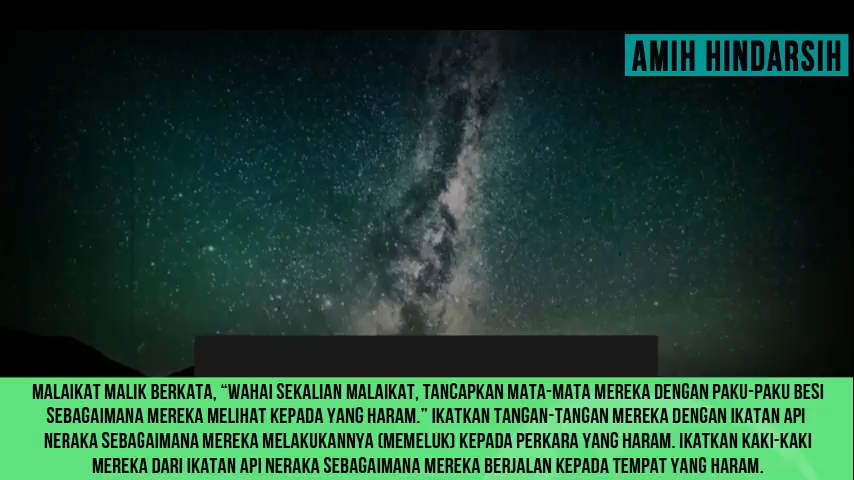 AMIH HINDARSIH
MALAIKAT MALIK BERKATA, “WAHAI SEKALIAN MALAIKAT, TANCAPKAN MATA-MATA MEREKA DENGAN PAKU-PAKU BESI
SEBAGAIMANA MEREKA MELIHAT KEPADA YANG HARAM.” IKATKAN TANGAN-TANGAN MEREKA DENGAN IKATAN API
NERAKA SEBAGAIMANA MEREKA MELAKUKANNYA (MEMELUK) KEPADA PERKARA YANG HARAM. IKATKAN KAKI-KAKI
MEREKA DARI IKATAN API NERAKA SEBAGAIMANA MEREKA BERJALAN KEPADA TEMPAT YANG HARAM.